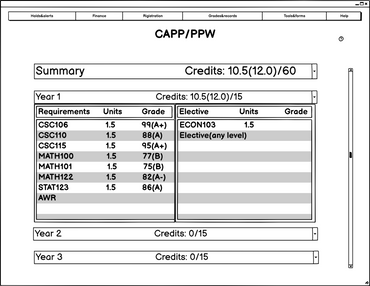 Holds&alerts Finance Rigistration Grades&records Tools&forms Help
CAPP/PPW
Summary Credits: 10.5(12.0)/60
Year 1 Credits: 10.5(12.0)/15
Requirements Units Grade Elective Units Grade
CSC106 1.5 99(A+) ECON103 1.5
CSC110 1.5 88(A) Elective(any level)
CSC115 1.5 95(A+)
MATH100 1.5 77(B)
MATH101 1.5 75(B)
MATH122 1.5 82(A-)
STAT123 1.5 86(A)
AWR
Year 2 Credits: 0/15
Year 3 Credits: 0/15